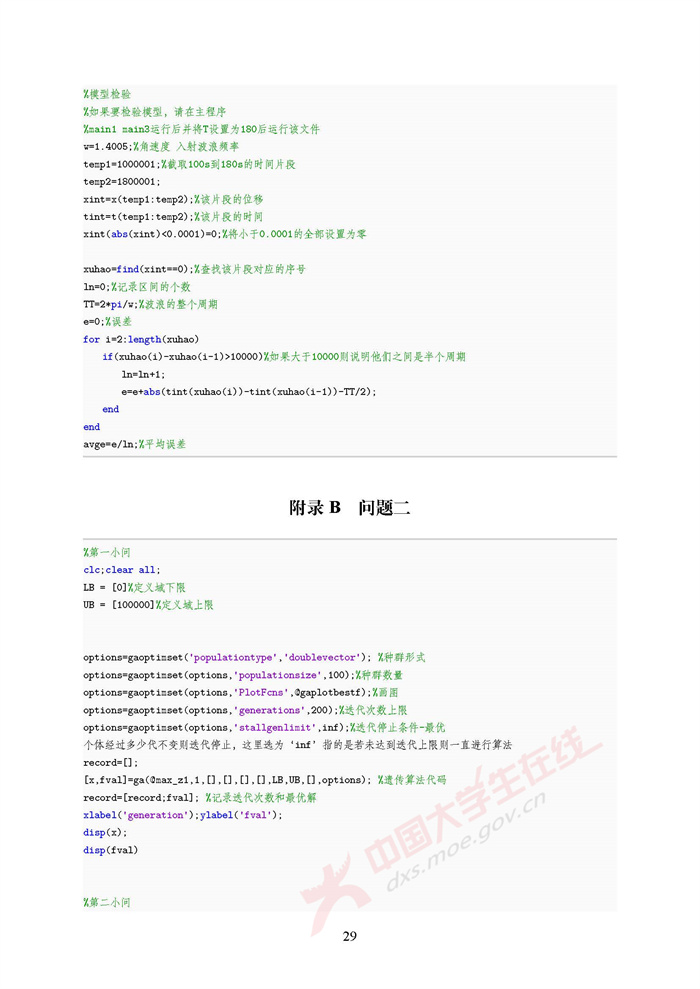 %模型检验
%如果要检验模型，请在主程序
%main1 main3运行后并将T设置为180后运行该文件
w=1.4005;%角速度 入射波浪频率
temp1=1000001;%截取100s到180s的时间片段
temp2=1800001;
xint=x(temp1:temp2);%该片段的位移
tint=t(temp1:temp2);%该片段的时间
xint(abs(xint)<0.0001)=0;%将小于0.0001的全部设置为零
xuhao=find(xint==0);%查找该片段对应的序号
ln=0;%记录区间的个数
TT=2*pi/w;%波浪的整个周期
e=0;%误差
for i=2:length(xuhao)
if(xuhao(i)-xuhao(i-1)>10000)%如果大于10000则说明他们之间是半个周期
ln=ln+1;
e=e+abs(tint(xuhao(i))-tint(xuhao(i-1))-TT/2);
end
end
avge=e/ln;%平均误差
附录 B 问题二
%第一小问
clc;clear all;
LB = [0]%定义域下限
UB = [100000]%定义域上限
options=gaoptimset('populationtype','doublevector'); %种群形式
options=gaoptimset(options,'populationsize',100);%种群数量
options=gaoptimset(options,'PlotFcns',@gaplotbestf);%画图
options=gaoptimset(options,'generations',200);%迭代次数上限
options=gaoptimset(options,'stallgenlimit',inf);%迭代停止条件-最优
个体经过多少代不变则迭代停止，这里选为‘inf’指的是若未达到迭代上限则一直进行算法
record=[];
[x,fval]=ga(@max_z1,1,[],[],[],[],LB,UB,[],options); %遗传算法代码
record=[record;fval]; %记录迭代次数和最优解
xlabel('generation');ylabel('fval');
disp(x);
disp(fval)
%第二小问
中国大学生在线
dxs.moe.gov.cn
29